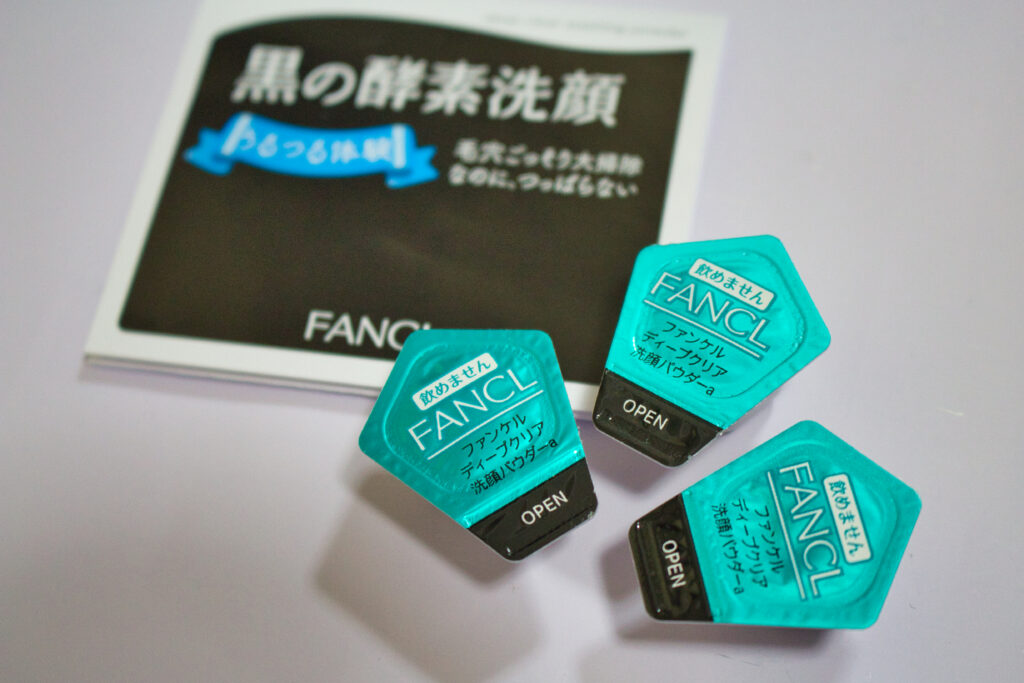 黒の酵素洗顔
うるつる体験
毛穴ごっそり大掃除
なのに、つっぱらない
FANCL
飲めません
FANCL
ファンケル
ディープクリア
洗顔パウダーa
OPEN
飲めません
FANCL
ファンケル
ディープクリア
洗顔パウダーa
OPEN
飲めません
FANCL
ファンケル
ディープクリア
洗顔パウダーa
OPEN